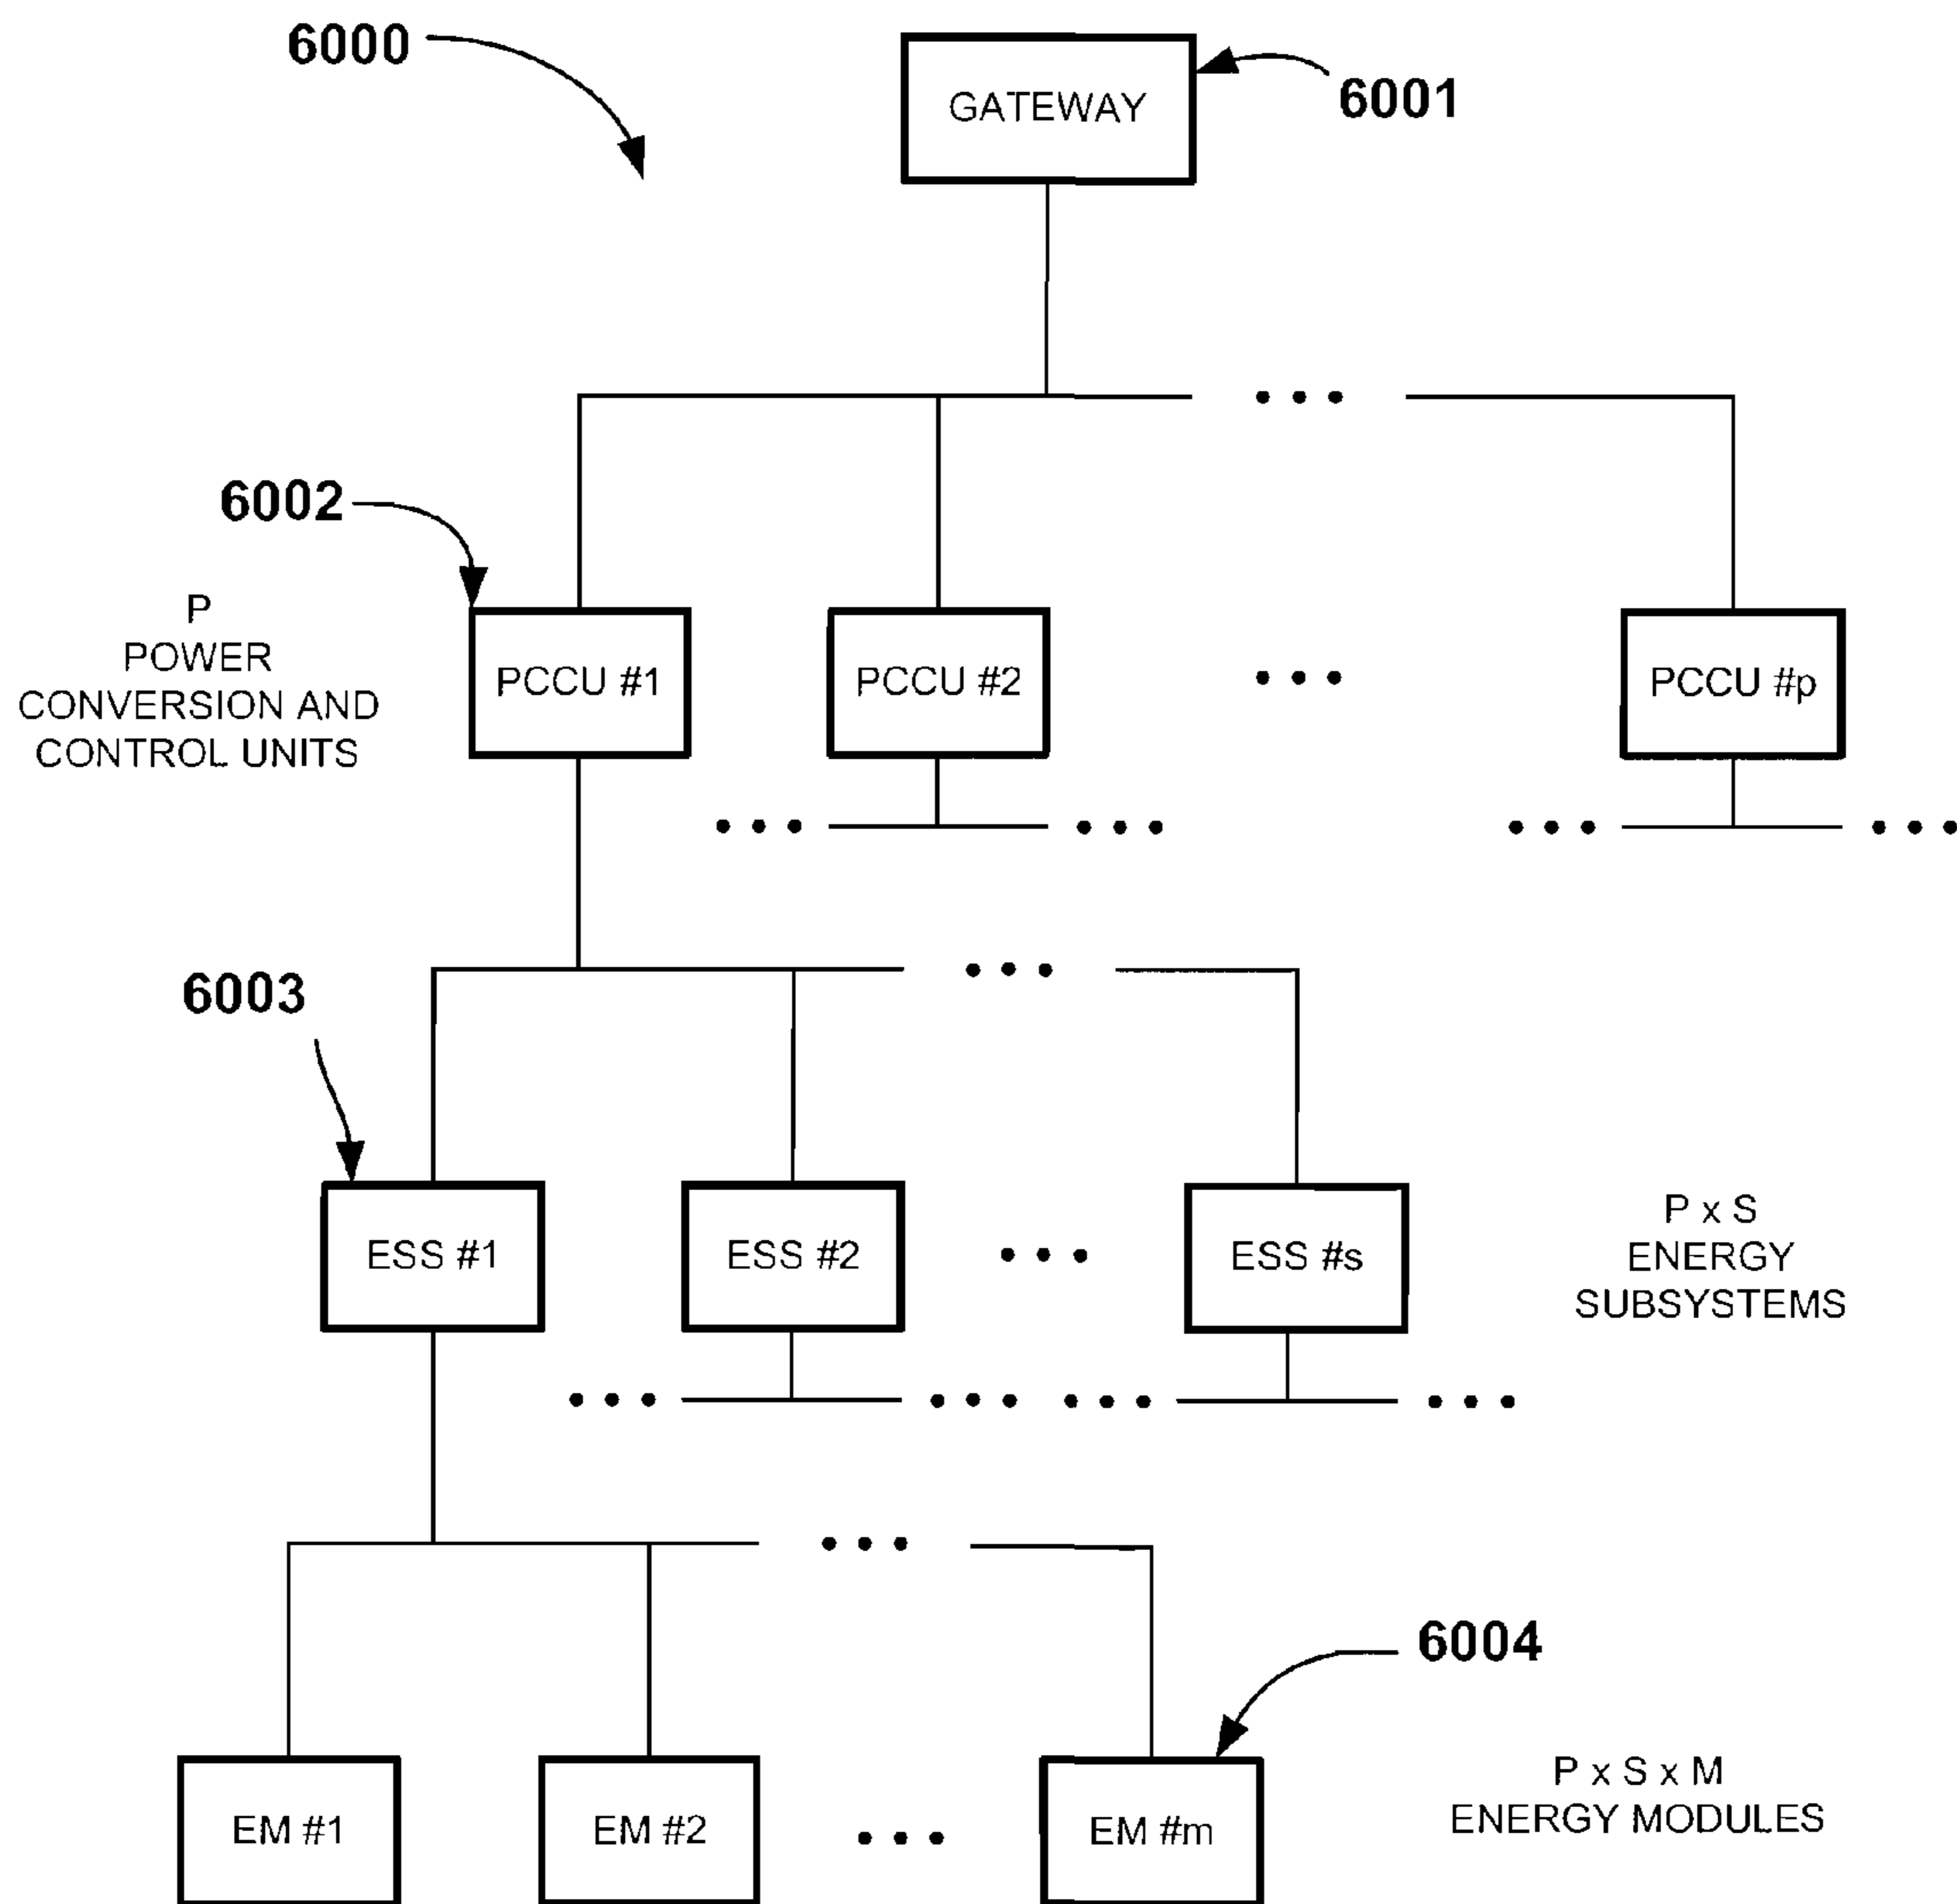 6000
GATEWAY
6001
6002
P
POWER
CONVERSION AND
CONTROL UNITS
PCCU #1
PCCU #2
PCCU #p
6003
ESS #1
ESS #2
ESS #s
P x S
ENERGY
SUBSYSTEMS
6004
EM #1
EM #2
EM #m
P x S x M
ENERGY MODULES